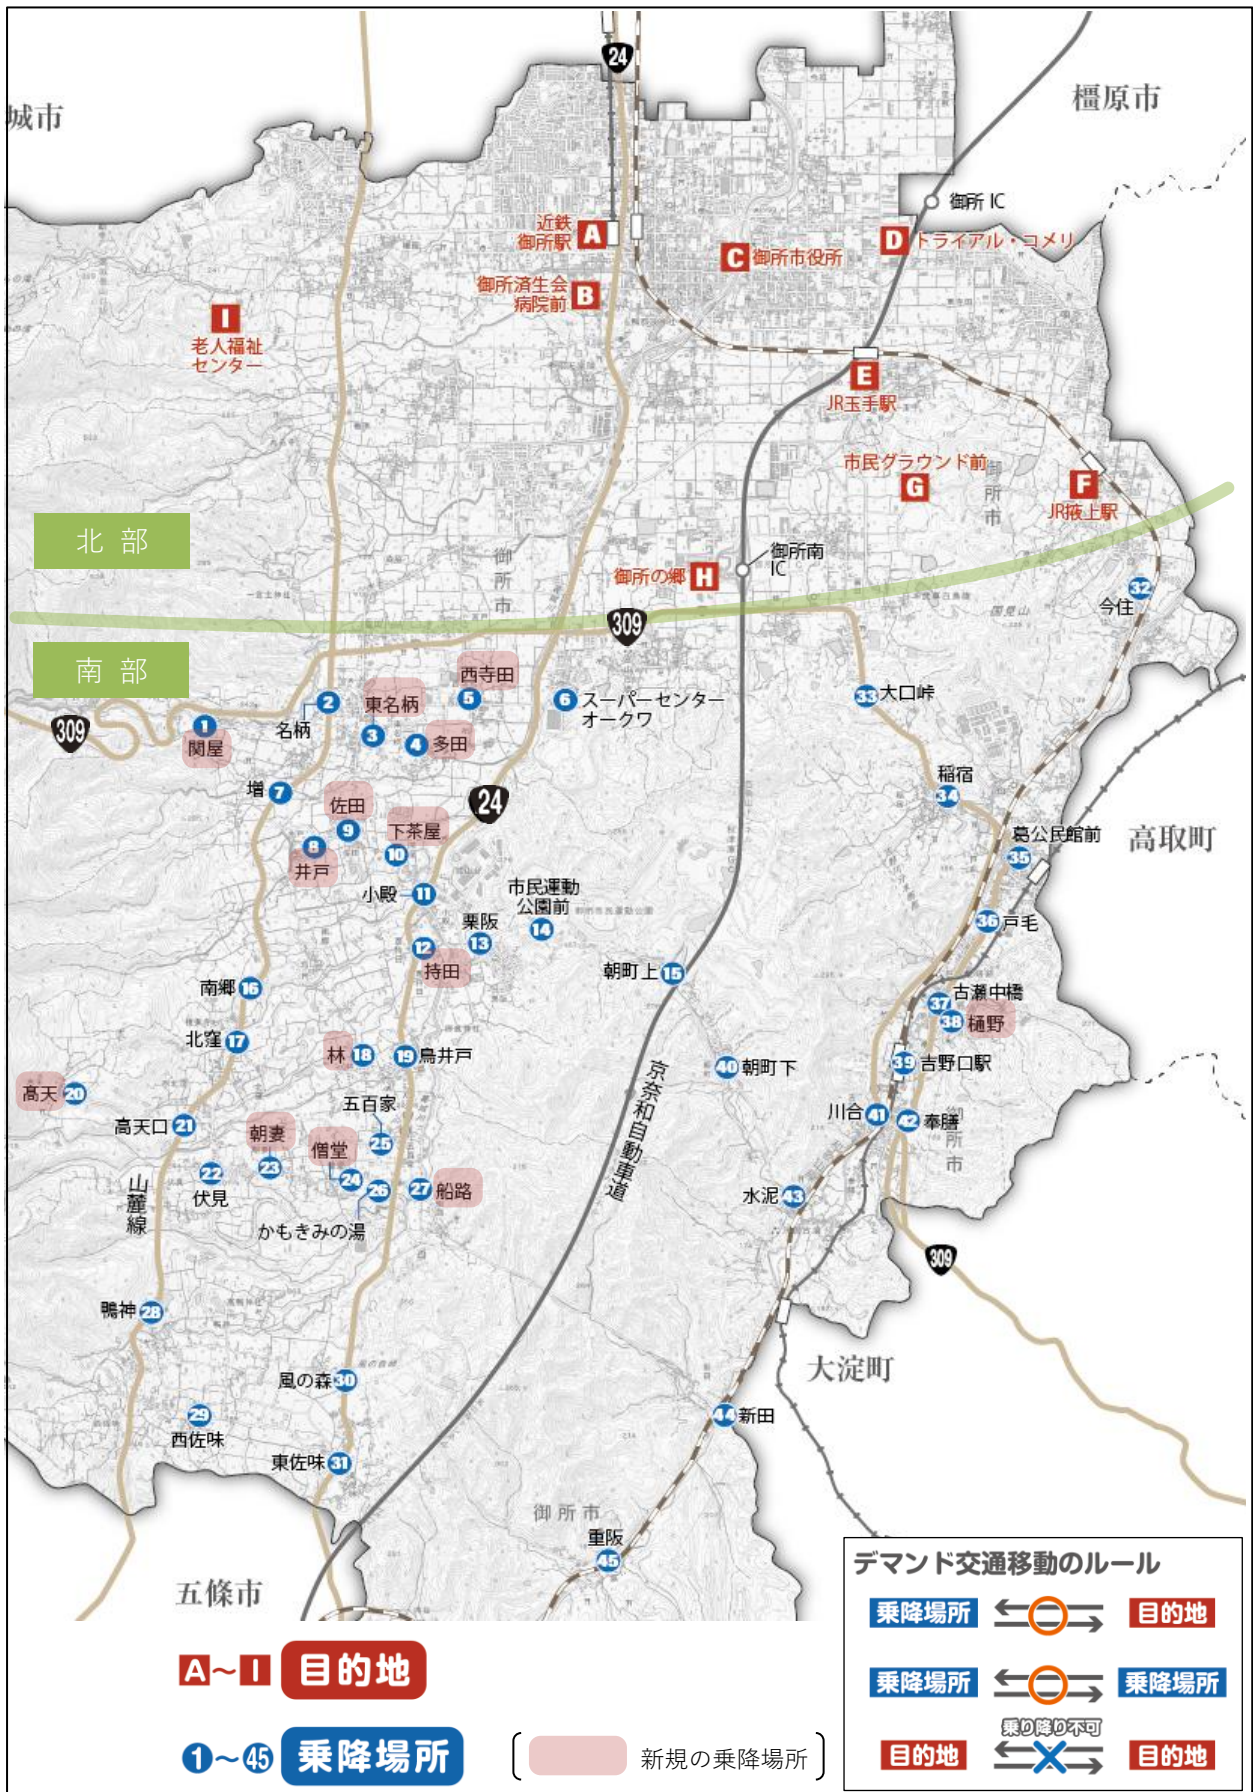 24
城市
橿原市
御所 IC
近鉄
御所駅
A
C
御所市役所
D
トライアル・コメリ
御所済生会
病院前
B
I
老人福祉
センター
E
JR玉手駅
市民グラウンド前
G
御所市
F
JR掖上駅
北 部
御所市
御所の郷
H
御所南
IC
32
今住
309
南 部
西寺田
5
東名柄
3
2
名柄
6
スーパーセンター
オークワ
33
大口峠
309
1
関屋
4
多田
増
7
佐田
9
24
稲宿
34
下茶屋
10
8
井戸
葛公民館前
35
高取町
小殿
11
市民運動
公園前
14
栗阪
13
12
持田
36
戸毛
朝町上
15
南郷
16
古瀬中橋
37
38
樋野
北窪
17
林
18
19
鳥井戸
40
朝町下
39
吉野口駅
京奈和自動車道
髙天
20
五百家
25
川合
41
42
奉膳
御所市
高天口
21
朝妻
23
僧堂
24
22
伏見
山麓線
26
かもきみの湯
27
船路
水泥
43
309
鴨神
28
大淀町
風の森
30
29
西佐味
44
新田
東佐味
31
御所市
重阪
45
五條市
デマンド交通移動のルール
乗降場所
目的地
乗降場所
乗降場所
乗り降り不可
目的地
目的地
A～I
目的地
1～45
乗降場所
新規の乗降場所